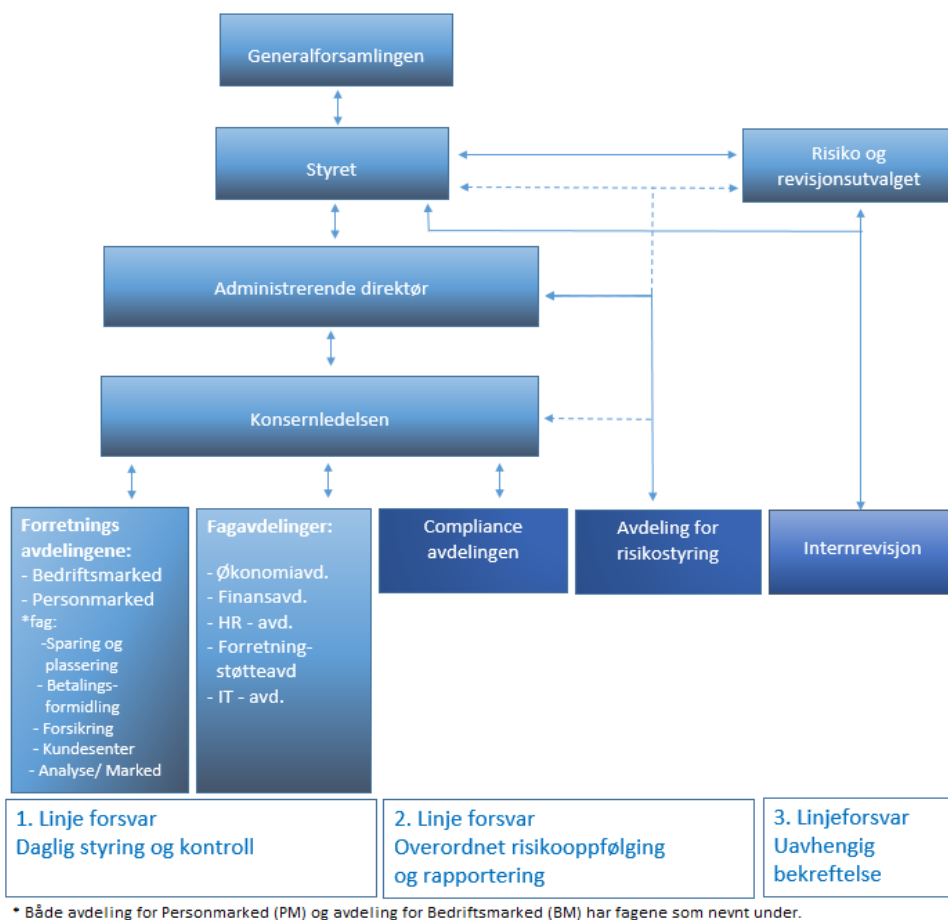 Generalforsamlingen
Styret
Risiko og
revisjonsutvalget
Administrerende direktør
Konsernledelsen
Forretnings
avdelingene:
- Bedriftsmarked
- Personmarked
*fag:
-Sparing og
plassering
- Betalings-
formidling
- Forsikring
- Kundesenter
- Analyse/ Marked
Fagavdelinger:
- Økonomiavd.
- Finansavd.
- HR - avd.
- Forretning-
støtteavd
- IT - avd.
Compliance
avdelingen
Avdeling for
risikostyring
Internrevisjon
1. Linje forsvar
Daglig styring og kontroll
2. Linje forsvar
Overordnet risikooppfølging
og rapportering
3. Linjeforsvar
Uavhengig
bekreftelse
* Både avdeling for Personmarked (PM) og avdeling for Bedriftsmarked (BM) har fagene som nevnt under.